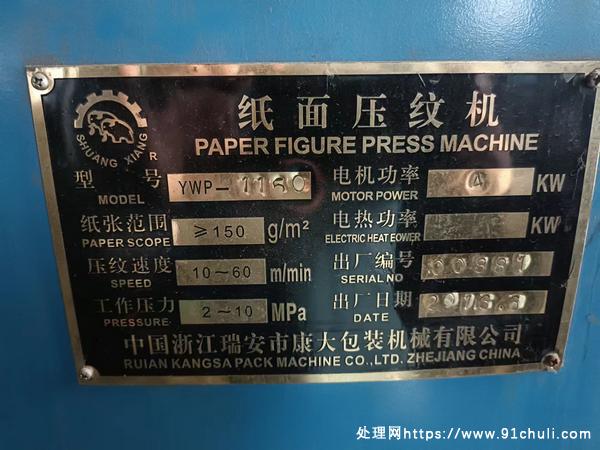 纸面压纹机
PAPER FIGURE PRESS MACHINE
SHUANG XIANG
R
型号 YWP-1160
MODEL
纸张范围 ≥150 g/m²
PAPER SCOPE
压纹速度 10~60 m/min
SPEED
工作压力 2~10 MPa
PRESSURE
电机功率 4 KW
MOTOR POWER
电热功率 KW
ELECTRIC HEAT EOWER
出厂编号 00887
SERIAL NO
出厂日期 2013.3
PRESS DATE
中国浙江瑞安市康大包装机械有限公司
RUIAN KANGSA PACK MACHINE CO.,LTD. ZHEJIANG CHINA
处理网https://www.91chuli.com